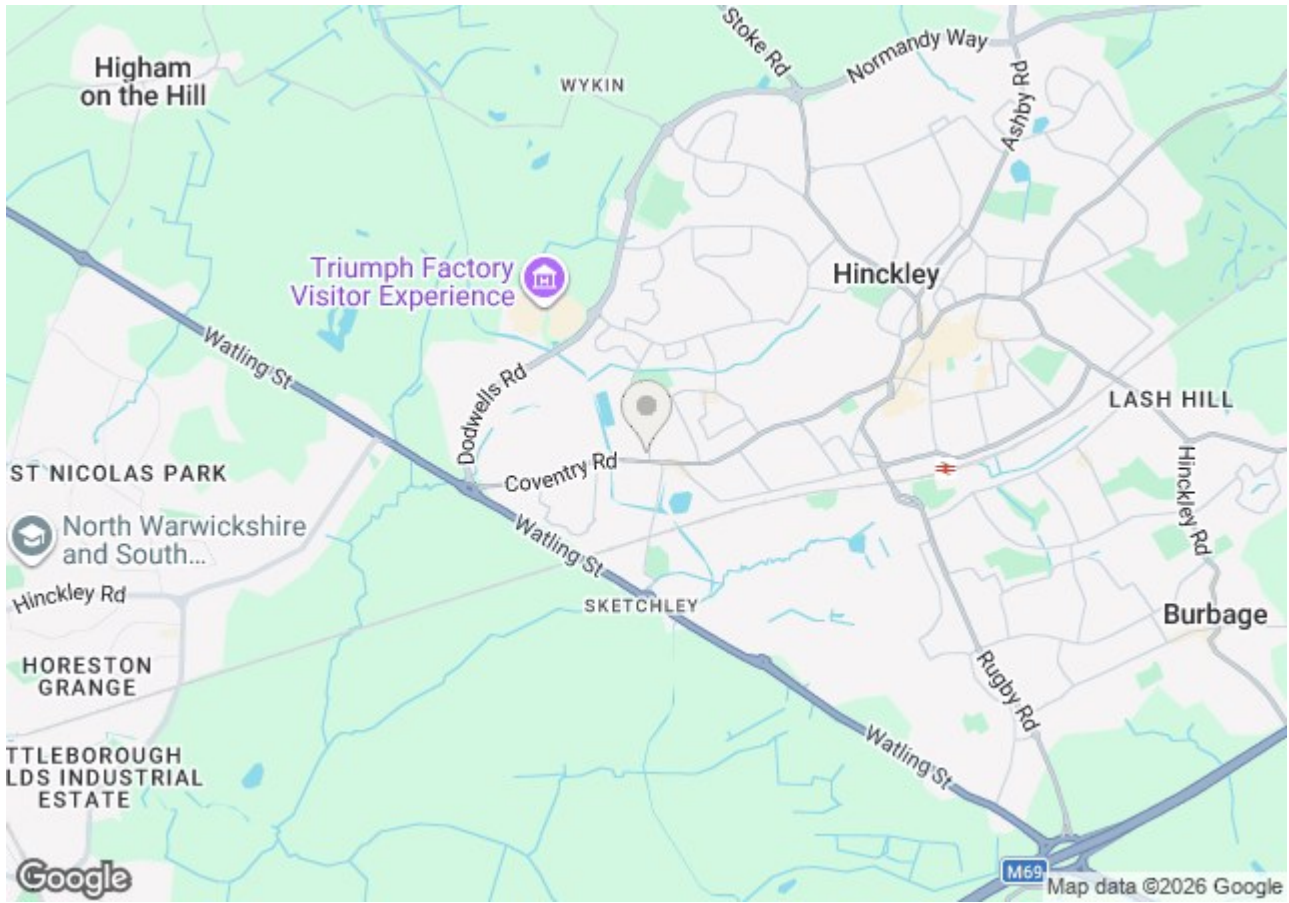 Higham
on the Hill
WYKIN
Stoke Rd
Normandy Way
Ashby Rd
Triumph Factory
Visitor Experience
Hinckley
Watling St
Dodwells Rd
LASH HILL
Coventry Rd
ST NICOLAS PARK
Hinckley Rd
North Warwickshire
and South...
Watling St
Hinckley Rd
SKETCHLEY
Burbage
HORESTON
GRANGE
Rugby Rd
TTLEBOROUGH
LDS INDUSTRIAL
ESTATE
Watling St
M69
Google
Map data ©2026 Google